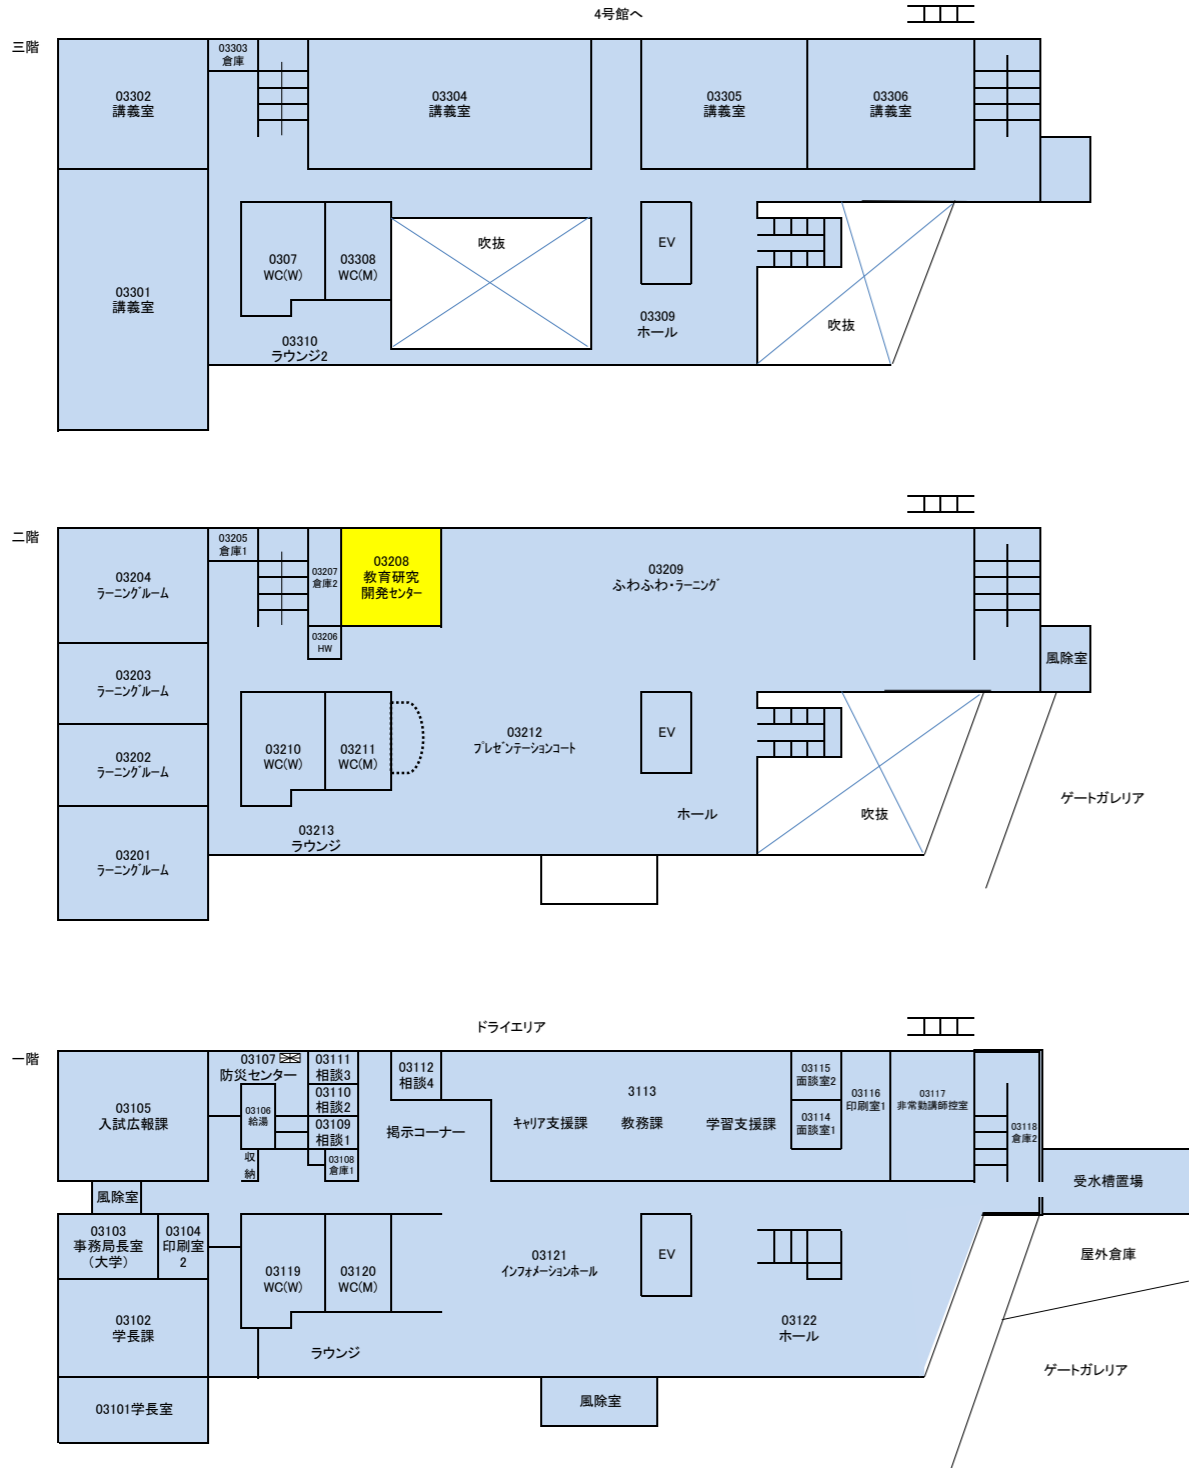 4号館へ
三階
03303
倉庫
03302
講義室
03304
講義室
03305
講義室
03306
講義室
0307
WC(W)
03308
WC(M)
吹抜
EV
03301
講義室
03309
ホール
吹抜
03310
ラウンジ2
二階
03205
倉庫1
03204
ラーニングルーム
03207
倉庫2
03208
教育研究
開発センター
03209
ふわふわ・ラーニング
03206
HW
03203
ラーニングルーム
風除室
03210
WC(W)
03211
WC(M)
03212
プレゼンテーションコート
EV
03202
ラーニングルーム
ゲートガレリア
ホール
吹抜
03213
ラウンジ
03201
ラーニングルーム
ドライエリア
一階
03107
防災センター
03111
相談3
03112
相談4
03105
入試広報課
03106
給湯
03110
相談2
03109
相談1
掲示コーナー
3113
キャリア支援課
教務課
学習支援課
03115
面談室2
03114
面談室1
03116
印刷室1
03117
非常勤講師控室
03118
倉庫2
収
納
03108
倉庫1
受水槽置場
風除室
03103
事務局長室
(大学)
03104
印刷室
2
03119
WC(W)
03120
WC(M)
03121
インフォメーションホール
EV
屋外倉庫
03102
学長課
03122
ホール
ラウンジ
ゲートガレリア
03101学長室
風除室